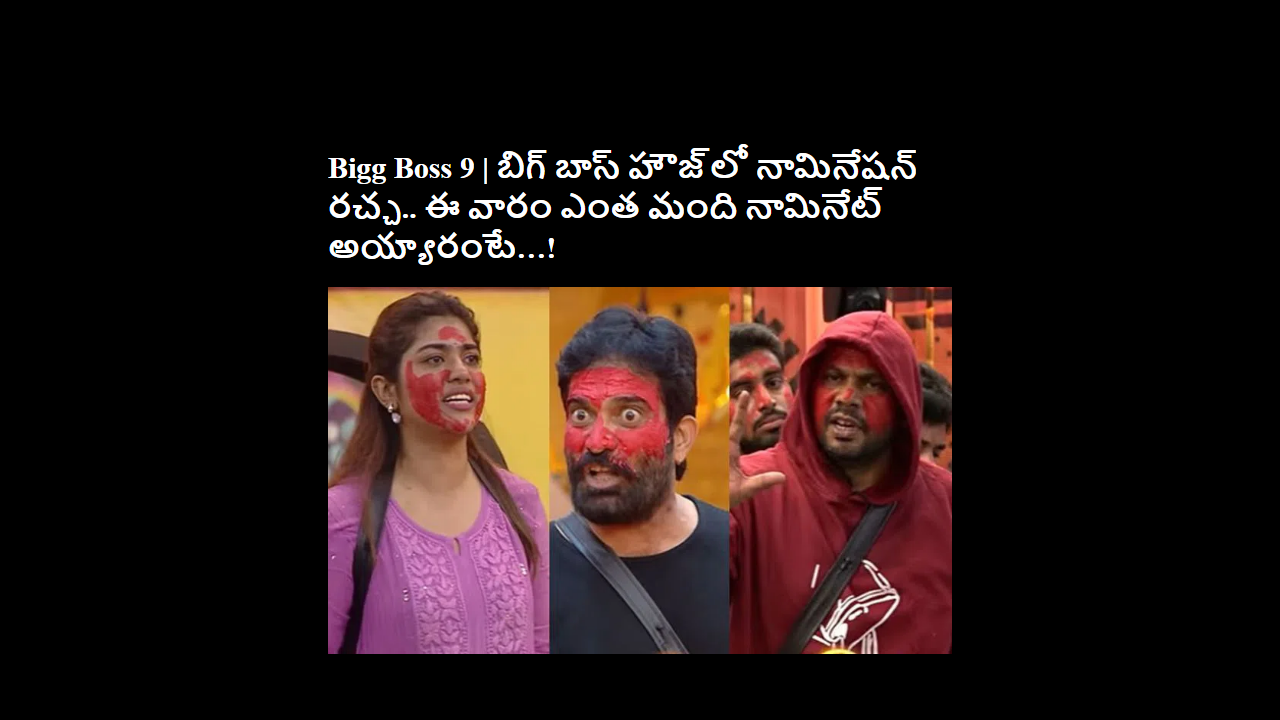 Bigg Boss 9 | బిగ్ బాస్ హౌజ్‌లో నామినేషన్
రచ్చ.. ఈ వారం ఎంత మంది నామినేట్
అయ్యారంటే…!